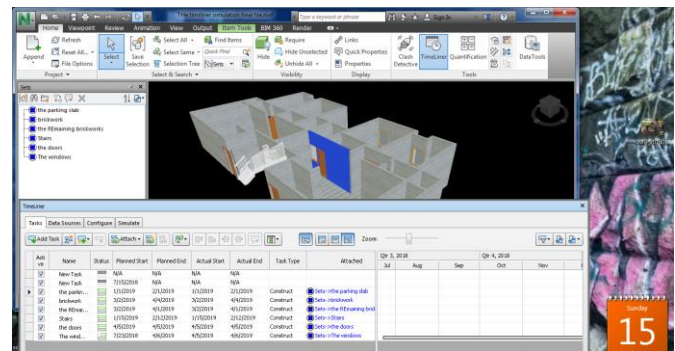 The timeliner simulation final file.nwf
Type a keyword or phrase
Sign In
Home Viewpoint Review Animation View Output Item Tools BIM 360 Render
Append
Refresh
Reset All...
File Options
Project
Select
Save Selection
Select All
Select Same
Selection Tree
Find Items
Quick Find
Sets
Select & Search
Hide
Require
Hide Unselected
Unhide All
Visibility
Links
Quick Properties
Properties
Display
Clash Detective
TimeLiner
Quantification
Tools
DataTools
Sets
the parking slab
brickwork
the REmaining brickworks
Stairs
the doors
The windows
TimeLiner
Tasks Data Sources Configure Simulate
Add Task Attach Zoom:
Active Name Status Planned Start Planned End Actual Start Actual End Task Type Attached
Qtr 3, 2018 Qtr 4, 2018
Jul Aug Sep Oct Nov
New Task N/A N/A N/A N/A
New Task 7/15/2018 N/A N/A N/A
the parkin... 1/1/2019 2/1/2019 1/1/2019 2/1/2019 Construct Sets->the parking slab
brickwork 3/2/2019 4/4/2019 3/2/2019 4/4/2019 Construct Sets->brickwork
the REmai... 3/2/2019 4/1/2019 3/2/2019 4/1/2019 Construct Sets->the REmaining brick
Stairs 1/15/2019 2/12/2019 1/15/2019 2/12/2019 Construct Sets->Stairs
the doors 4/5/2019 4/5/2019 4/5/2019 4/5/2019 Construct Sets->the doors
The wind... 7/23/2018 4/6/2019 4/6/2019 4/6/2019 Construct Sets->The windows
Sunday
15